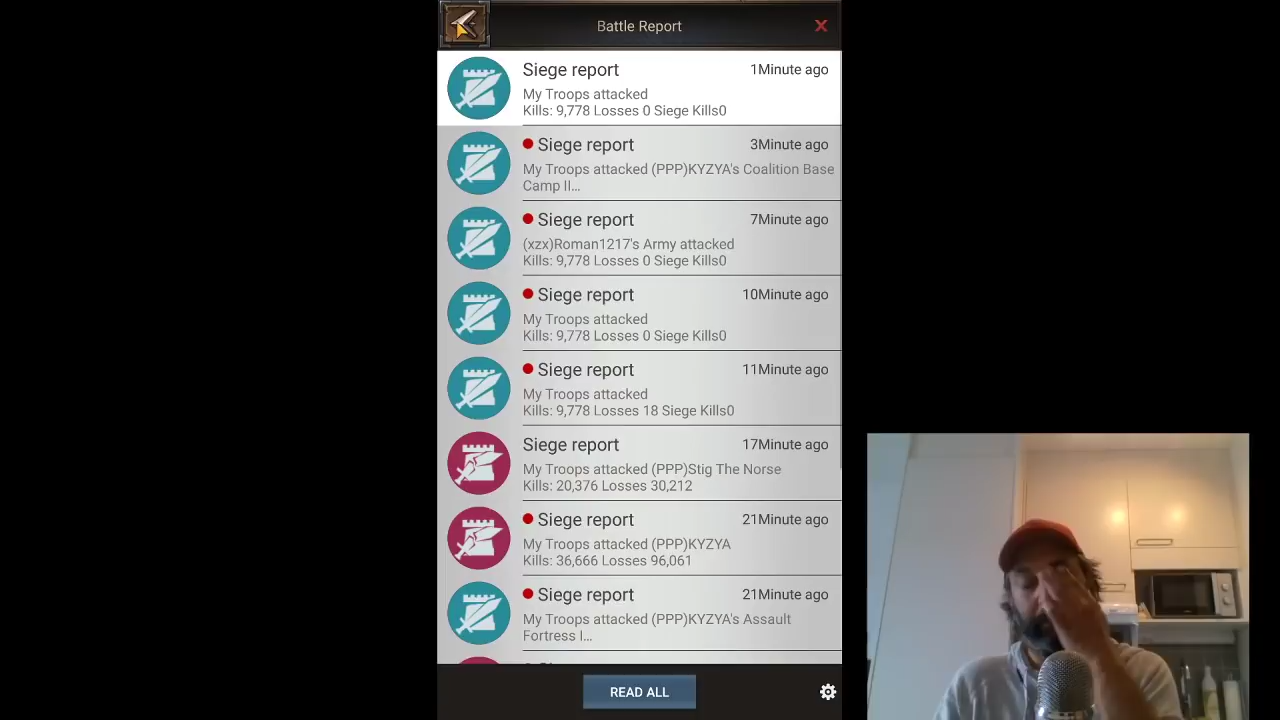 Battle Report
Siege report 1Minute ago
My Troops attacked
Kills: 9,778 Losses 0 Siege Kills0
Siege report 3Minute ago
My Troops attacked (PPP)KYZYA's Coalition Base
Camp II...
Siege report 7Minute ago
(xzx)Roman1217's Army attacked
Kills: 9,778 Losses 0 Siege Kills0
Siege report 10Minute ago
My Troops attacked
Kills: 9,778 Losses 0 Siege Kills0
Siege report 11Minute ago
My Troops attacked
Kills: 9,778 Losses 18 Siege Kills0
Siege report 17Minute ago
My Troops attacked (PPP)Stig The Norse
Kills: 20,376 Losses 30,212
Siege report 21Minute ago
My Troops attacked (PPP)KYZYA
Kills: 36,666 Losses 96,061
Siege report 21Minute ago
My Troops attacked (PPP)KYZYA's Assault
Fortress I...
READ ALL